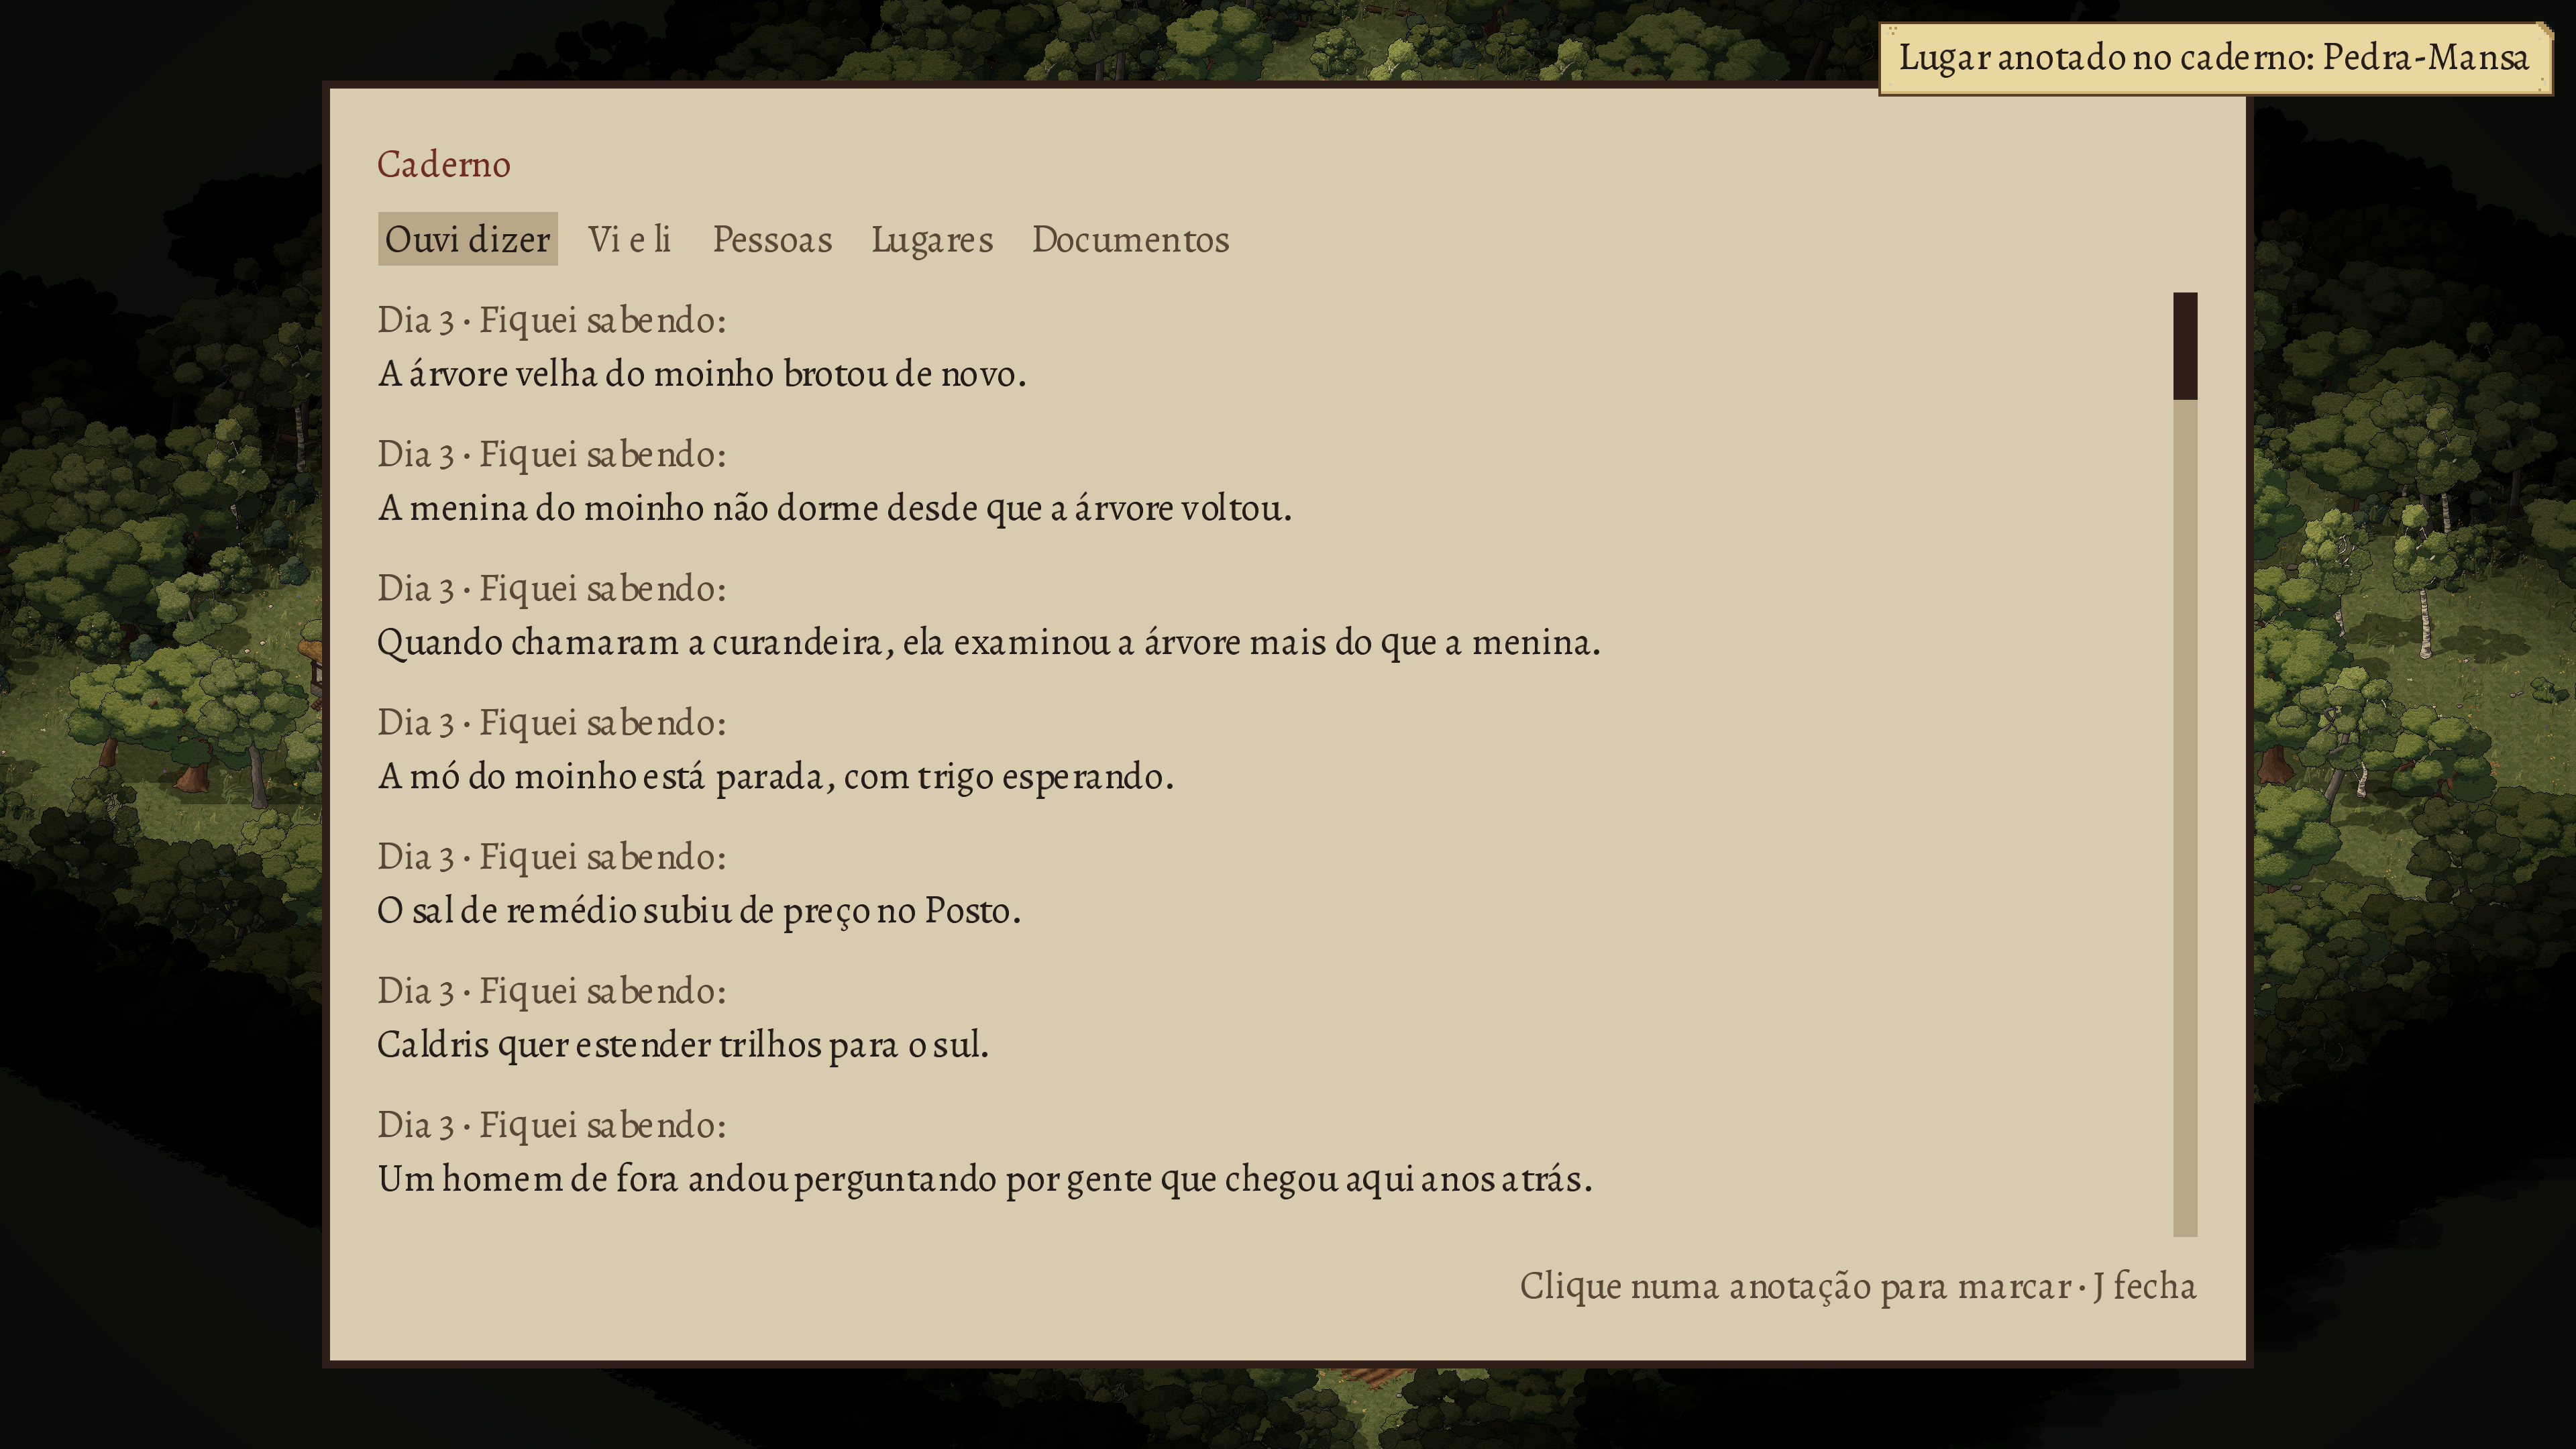 Lugar anotado no caderno: Pedra-Mansa
Caderno
Ouvi dizer Vi e li Pessoas Lugares Documentos
Dia 3 · Fiquei sabendo:
A árvore velha do moinho brotou de novo.
Dia 3 · Fiquei sabendo:
A menina do moinho não dorme desde que a árvore voltou.
Dia 3 · Fiquei sabendo:
Quando chamaram a curandeira, ela examinou a árvore mais do que a menina.
Dia 3 · Fiquei sabendo:
A mó do moinho está parada, com trigo esperando.
Dia 3 · Fiquei sabendo:
O sal de remédio subiu de preço no Posto.
Dia 3 · Fiquei sabendo:
Caldris quer estender trilhos para o sul.
Dia 3 · Fiquei sabendo:
Um homem de fora andou perguntando por gente que chegou aqui anos atrás.
Clique numa anotação para marcar · J fecha